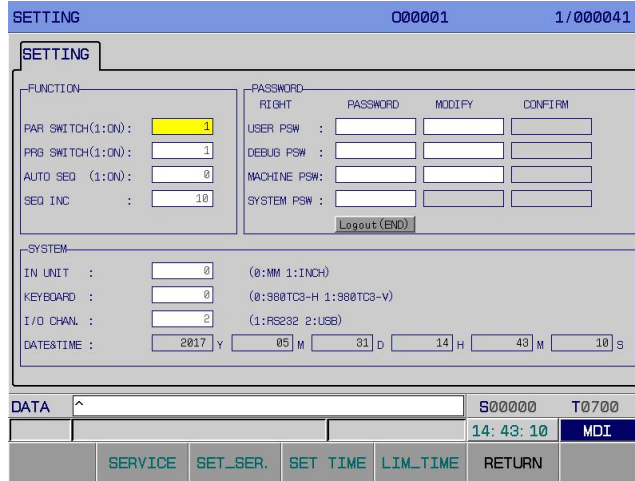 SETTING O00001 1/000041
SETTING
FUNCTION
PAR SWITCH(1:ON): 1
PRG SWITCH(1:ON): 1
AUTO SEQ (1:ON): 0
SEQ INC : 10
PASSWORD
RIGHT PASSWORD MODIFY CONFIRM
USER PSW :
DEBUG PSW :
MACHINE PSW:
SYSTEM PSW :
Logout(END)
SYSTEM
IN UNIT : 0 (0:MM 1:INCH)
KEYBOARD : 0 (0:980TC3-H 1:980TC3-V)
I/O CHAN. : 2 (1:RS232 2:USB)
DATE&TIME : 2017 Y 05 M 31 D 14 H 43 M 10 S
DATA ^ S00000 T0700
14:43:10 MDI
SERVICE SET_SER. SET TIME LIM_TIME RETURN